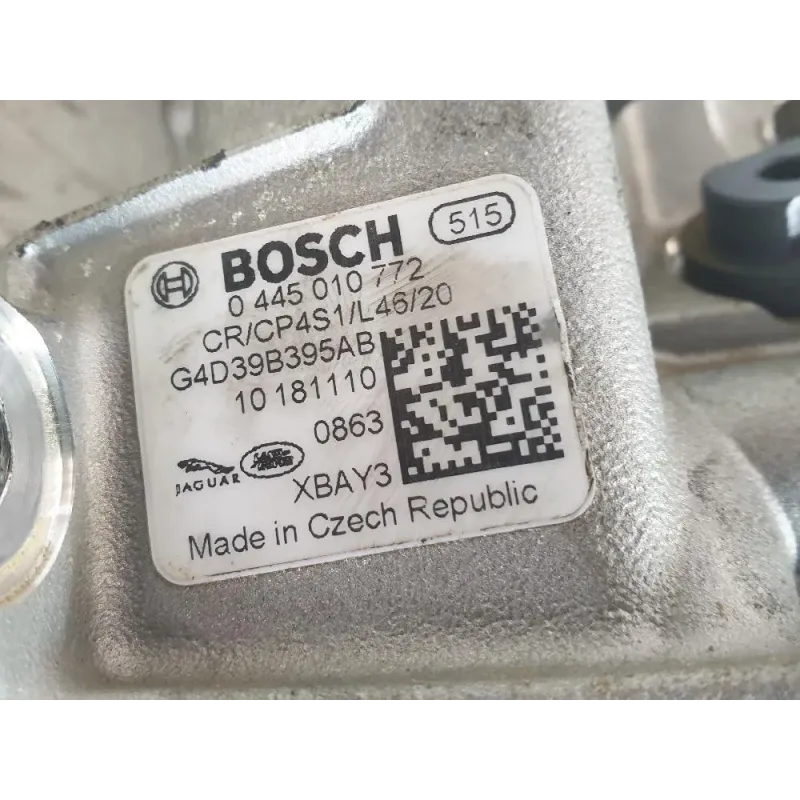 BOSCH 515
0 445 010 772
CR/CP4S1/L46/20
G4D39B395AB
10 181110
0863
JAGUAR
XBAY3
Made in Czech Republic